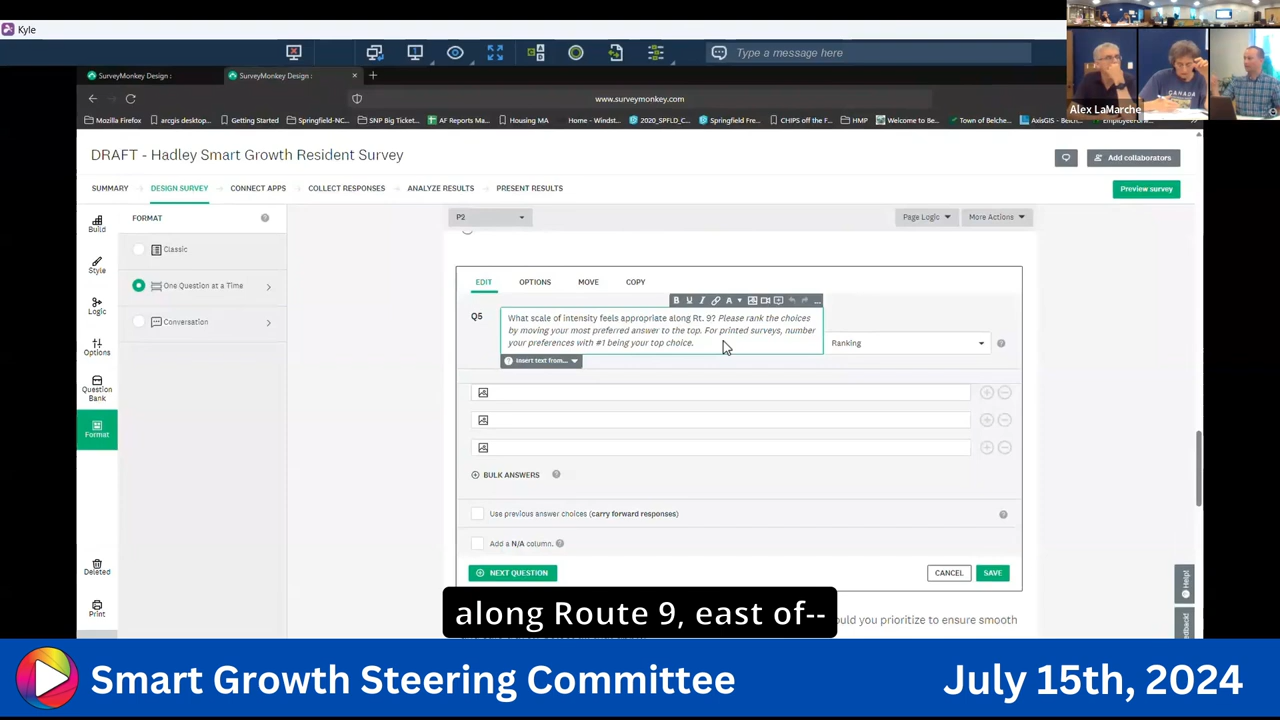 Kyle
Type a message here
SurveyMonkey Design :
SurveyMonkey Design :
www.surveymonkey.com
Alex LaMarche
CANADA
Mozilla Firefox
arcgis desktop...
Getting Started
Springfield-NC...
SNP Big Ticket...
AF Reports Ma...
Housing MA
Home - Windst...
2020_SPFLD_C...
Springfield Fre...
CHIPS off the F...
HMP
Welcome to Be...
Town of Belche...
AxisGIS - Belch...
DRAFT - Hadley Smart Growth Resident Survey
Add collaborators
SUMMARY
DESIGN SURVEY
CONNECT APPS
COLLECT RESPONSES
ANALYZE RESULTS
PRESENT RESULTS
Preview survey
Build
Style
Logic
Options
Question
Bank
Format
Deleted
Print
FORMAT
Classic
One Question at a Time
Conversation
P2
Page Logic
More Actions
EDIT
OPTIONS
MOVE
COPY
Q5
What scale of intensity feels appropriate along Rt. 9? Please rank the choices
by moving your most preferred answer to the top. For printed surveys, number
your preferences with #1 being your top choice.
Insert text from...
Ranking
BULK ANSWERS
Use previous answer choices (carry forward responses)
Add a N/A column.
NEXT QUESTION
CANCEL
SAVE
Help!
along Route 9, east of--
ould you prioritize to ensure smooth
Smart Growth Steering Committee
July 15th, 2024